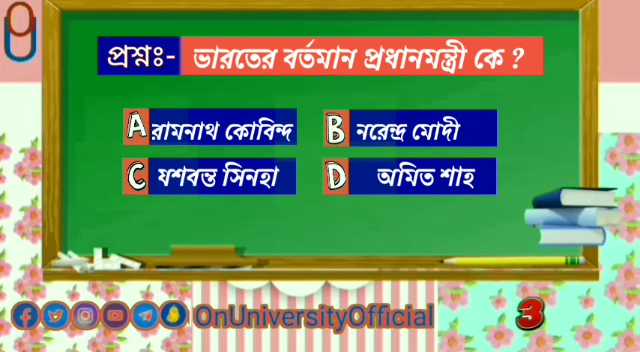 প্রশ্নঃ- ভারতের বর্তমান প্রধানমন্ত্রী কে ?
A রামনাথ কোবিন্দ B নরেন্দ্র মোদী
C যশবন্ত সিনহা D অমিত শাহ
OnUniversityOfficial 3